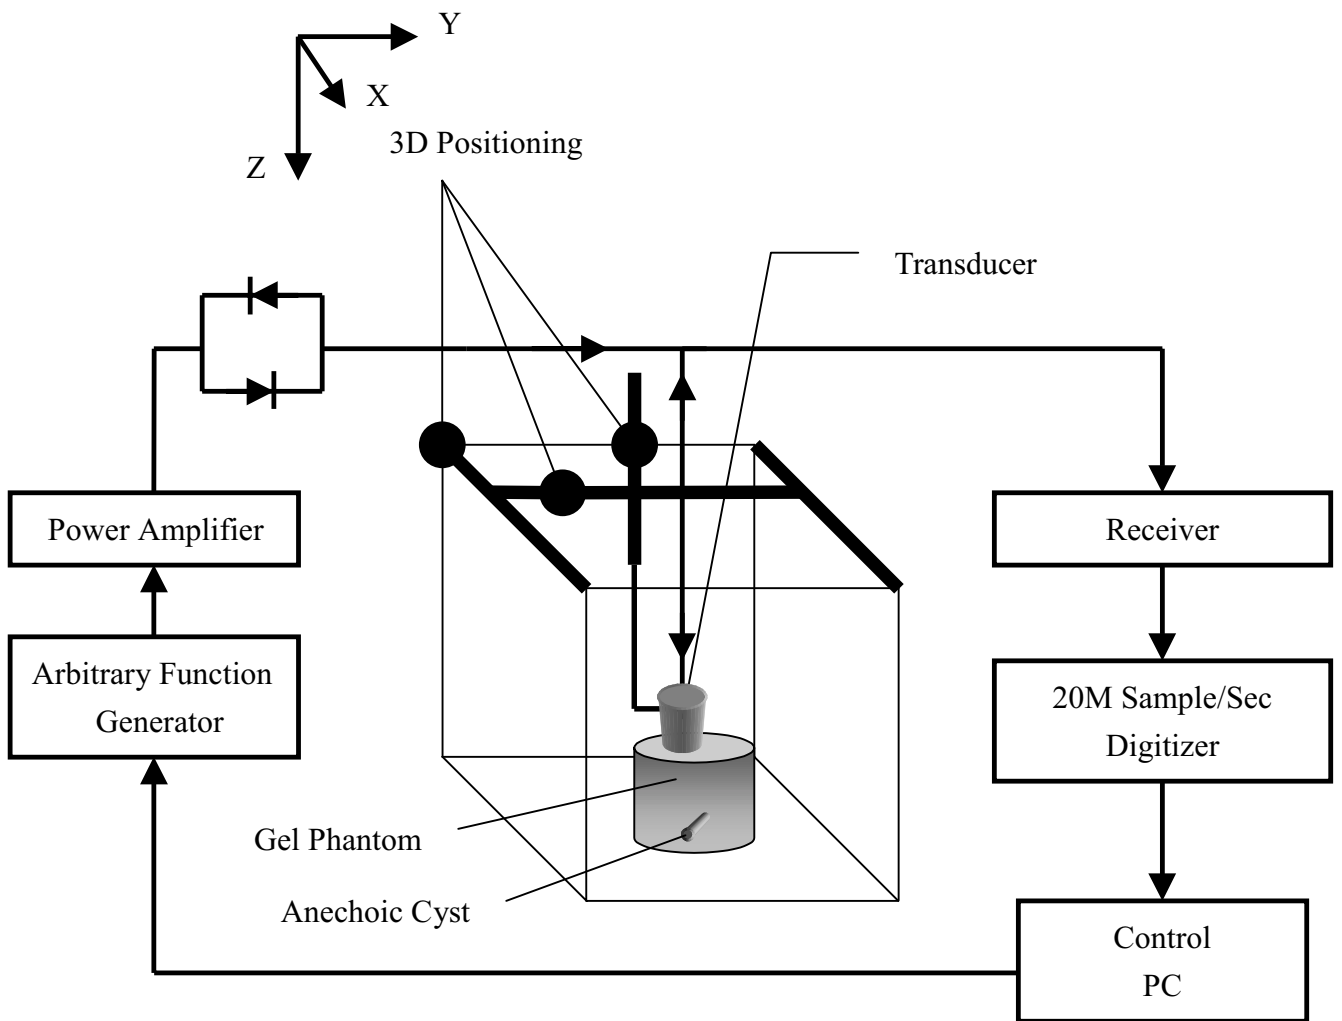 Y
X
Z
3D Positioning
Transducer
Power Amplifier
Receiver
Arbitrary Function
Generator
20M Sample/Sec
Digitizer
Gel Phantom
Anechoic Cyst
Control
PC